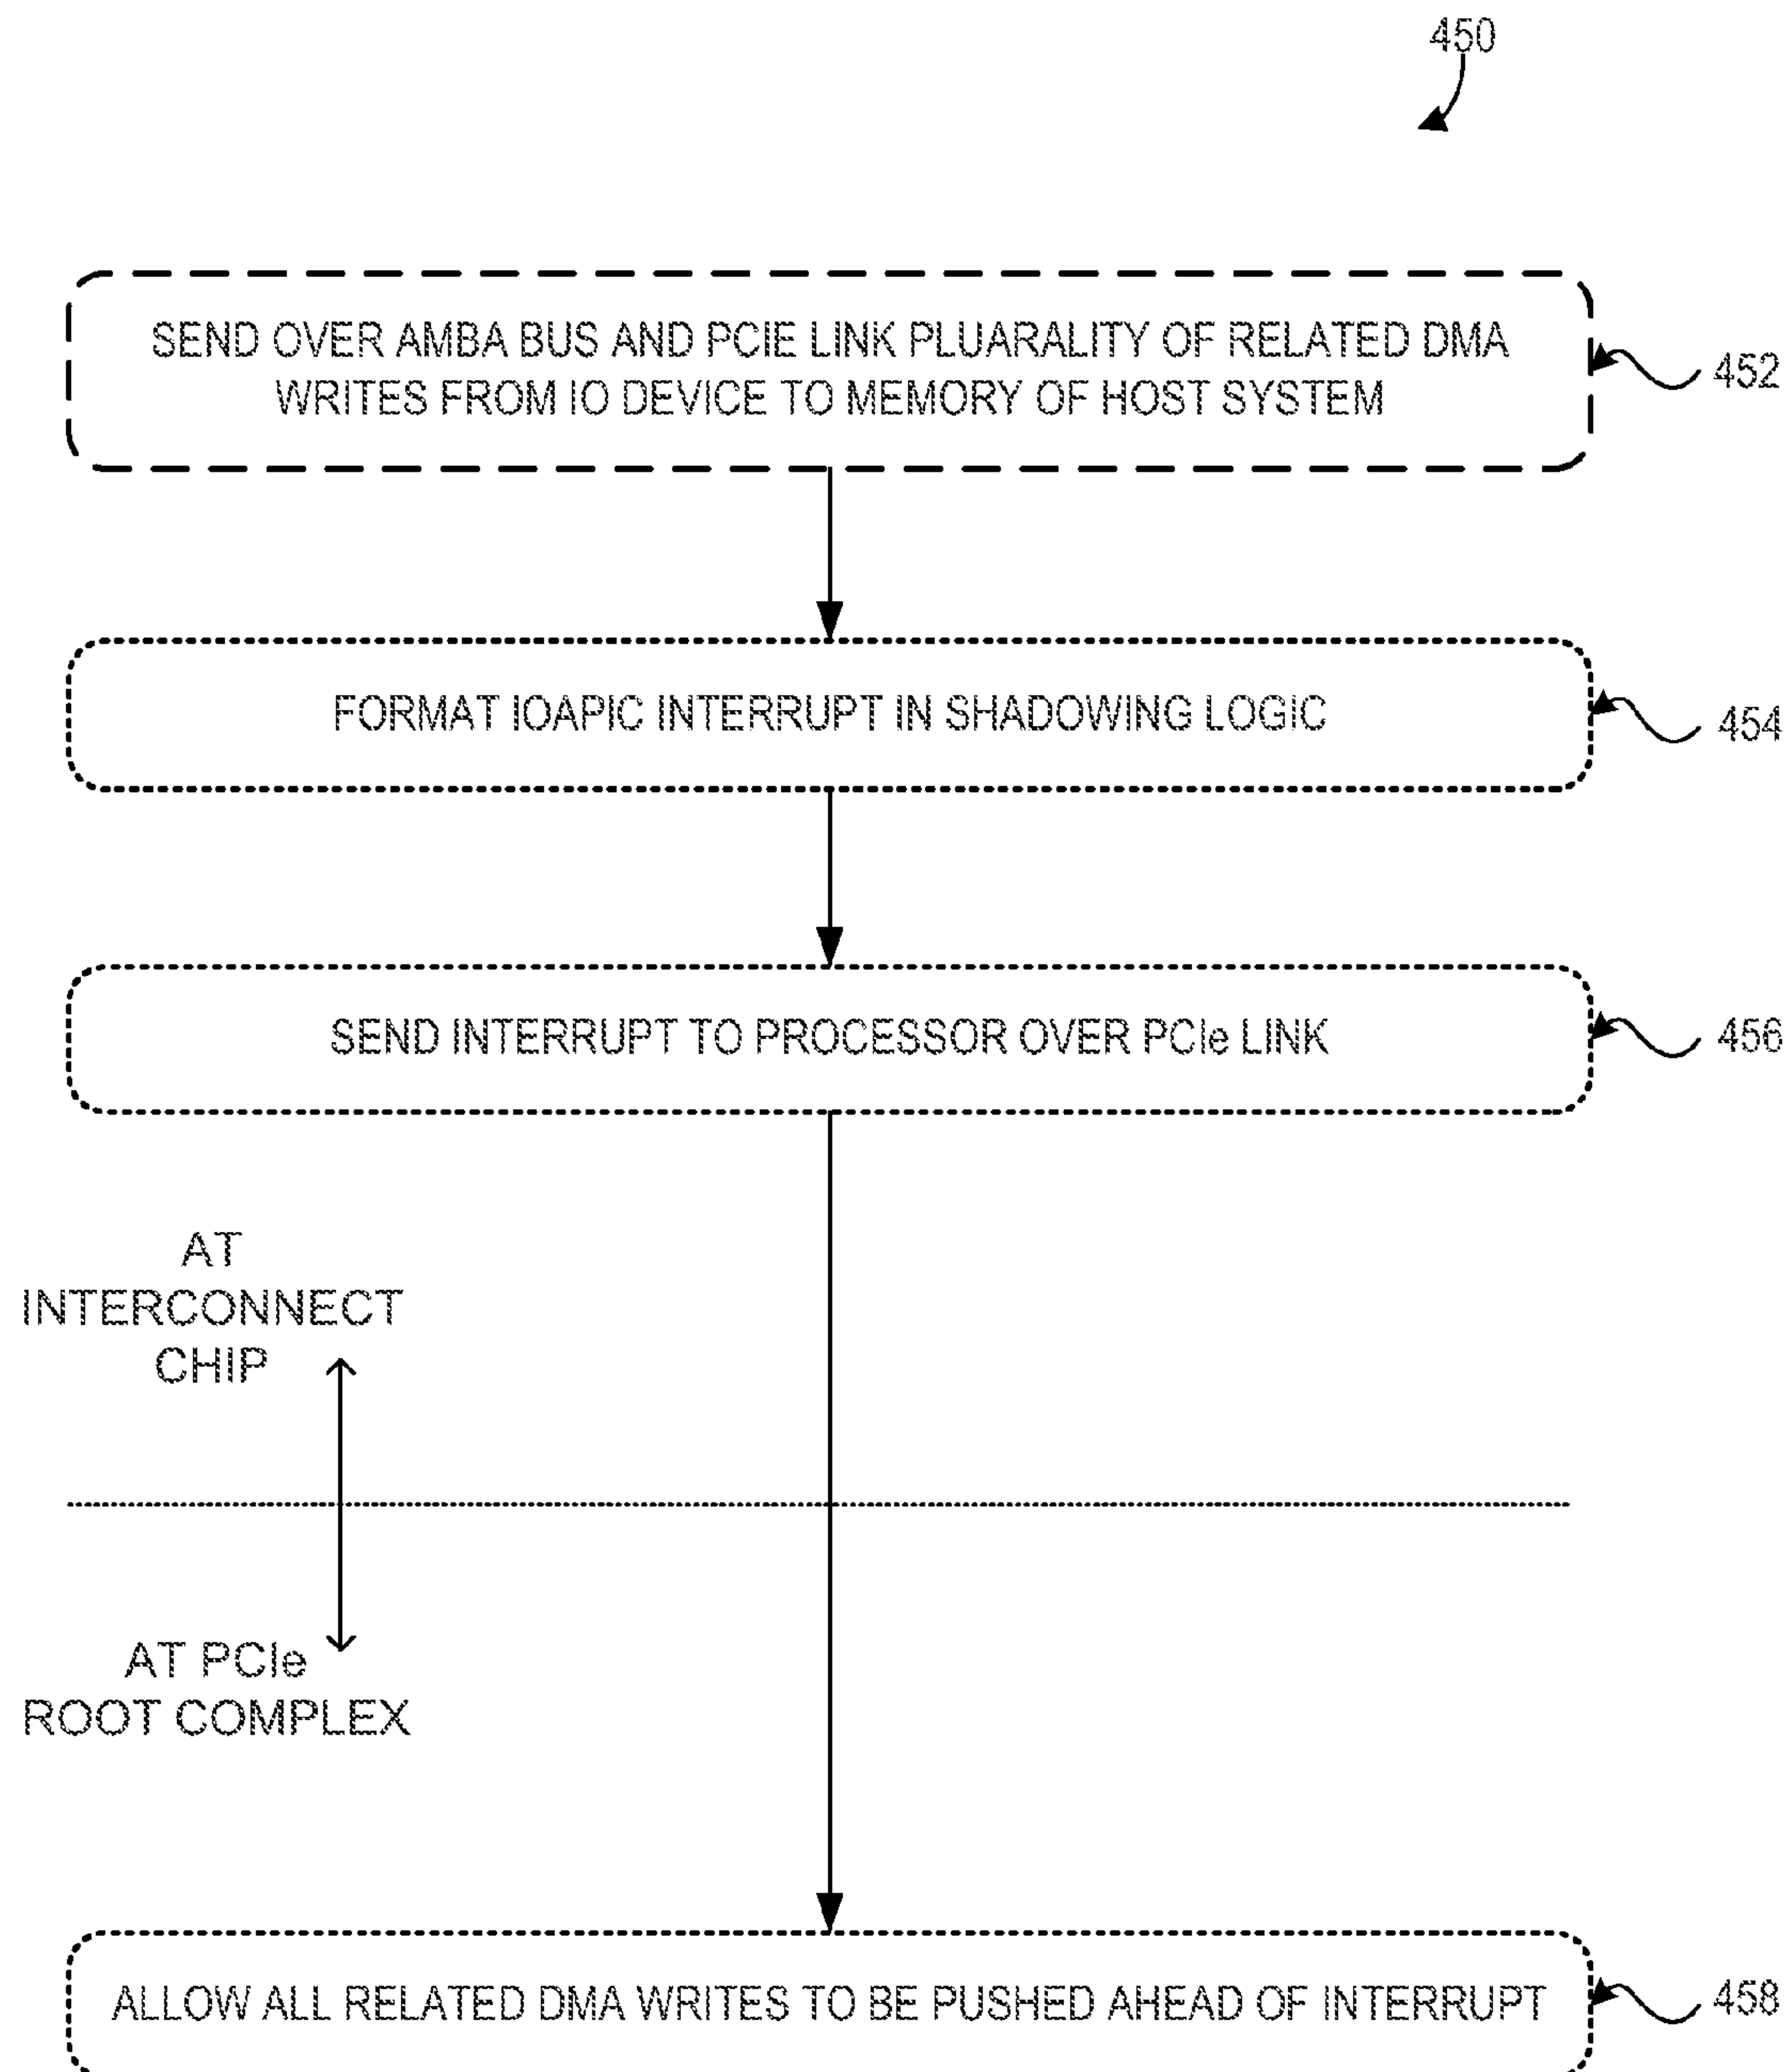 450
SEND OVER AMBA BUS AND PCIE LINK PLUARALITY OF RELATED DMA
WRITES FROM IO DEVICE TO MEMORY OF HOST SYSTEM
452
FORMAT IOAPIC INTERRUPT IN SHADOWING LOGIC
454
SEND INTERRUPT TO PROCESSOR OVER PCIe LINK
456
AT
INTERCONNECT
CHIP
AT PCIe
ROOT COMPLEX
ALLOW ALL RELATED DMA WRITES TO BE PUSHED AHEAD OF INTERRUPT
458